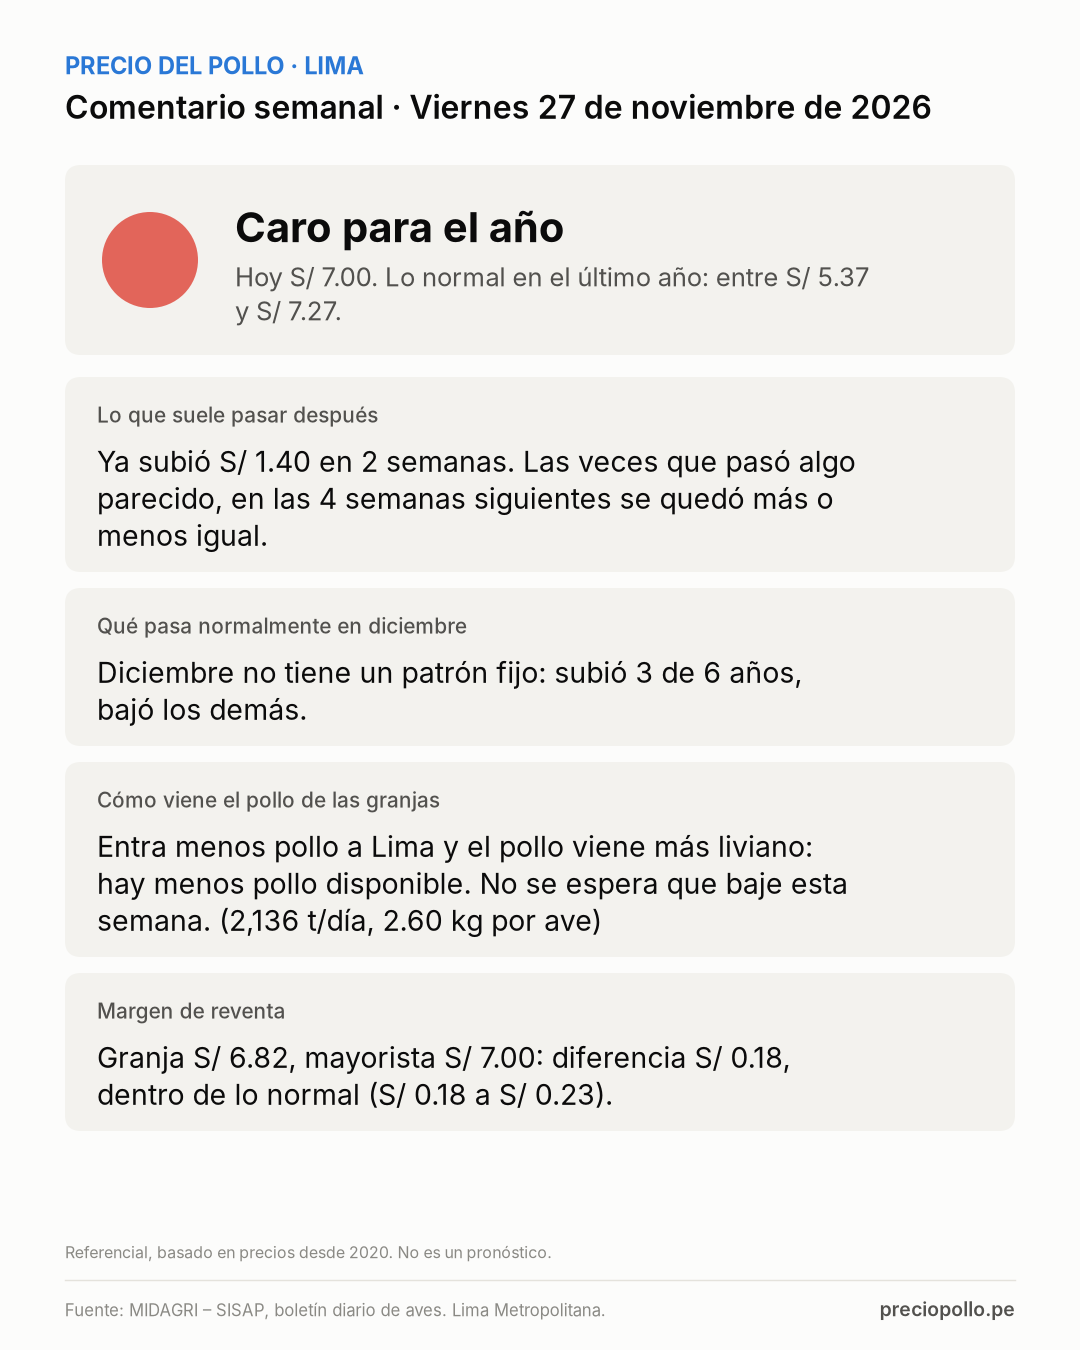 PRECIO DEL POLLO · LIMA
Comentario semanal · Viernes 27 de noviembre de 2026
Caro para el año
Hoy S/ 7.00. Lo normal en el último año: entre S/ 5.37
y S/ 7.27.
Lo que suele pasar después
Ya subió S/ 1.40 en 2 semanas. Las veces que pasó algo
parecido, en las 4 semanas siguientes se quedó más o
menos igual.
Qué pasa normalmente en diciembre
Diciembre no tiene un patrón fijo: subió 3 de 6 años,
bajó los demás.
Cómo viene el pollo de las granjas
Entra menos pollo a Lima y el pollo viene más liviano:
hay menos pollo disponible. No se espera que baje esta
semana. (2,136 t/día, 2.60 kg por ave)
Margen de reventa
Granja S/ 6.82, mayorista S/ 7.00: diferencia S/ 0.18,
dentro de lo normal (S/ 0.18 a S/ 0.23).
Referencial, basado en precios desde 2020. No es un pronóstico.
Fuente: MIDAGRI – SISAP, boletín diario de aves. Lima Metropolitana.
preciopollo.pe